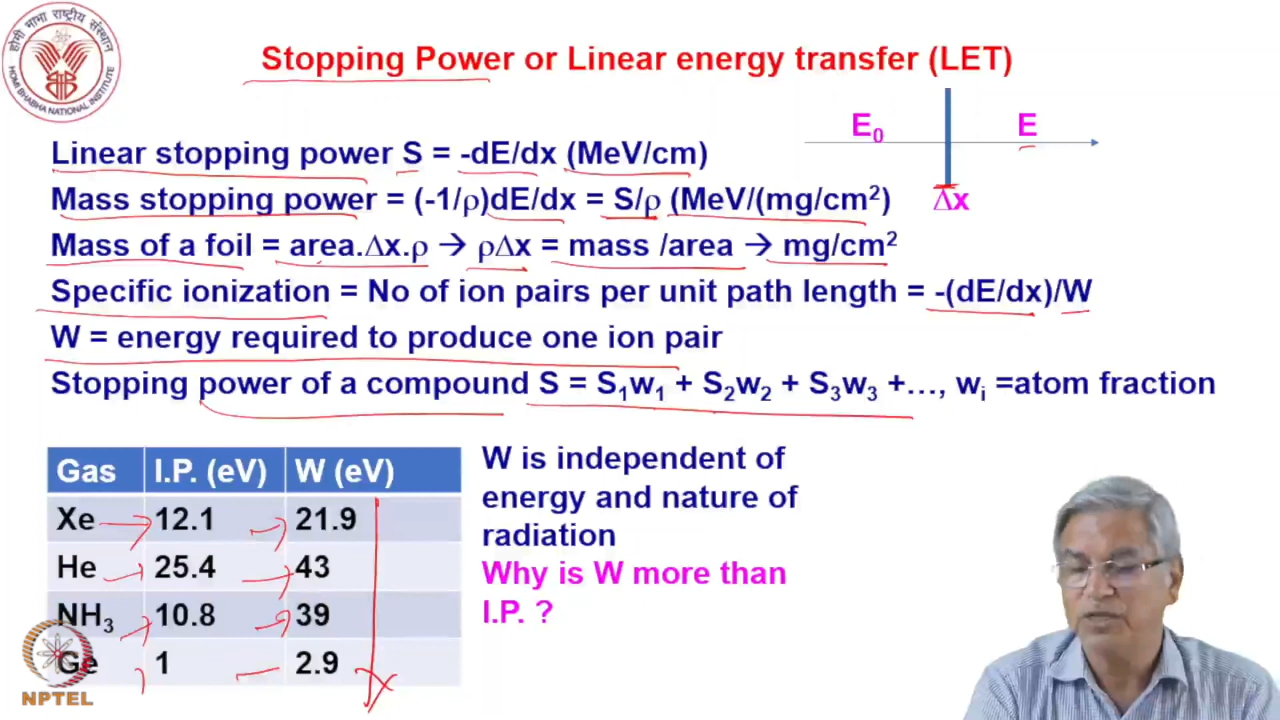 होमी भाभा राष्ट्रीय संस्थान
HOMI BHABHA NATIONAL INSTITUTE
Stopping Power or Linear energy transfer (LET)
E₀
E
Δx
Linear stopping power S = -dE/dx (MeV/cm)
Mass stopping power = (-1/ρ)dE/dx = S/ρ (MeV/(mg/cm²)
Mass of a foil = area.Δx.ρ → ρΔx = mass /area → mg/cm²
Specific ionization = No of ion pairs per unit path length = -(dE/dx)/W
W = energy required to produce one ion pair
Stopping power of a compound S = S₁w₁ + S₂w₂ + S₃w₃ +…, wᵢ =atom fraction
Gas I.P. (eV) W (eV)
Xe 12.1 21.9
He 25.4 43
NH₃ 10.8 39
Ge 1 2.9
W is independent of
energy and nature of
radiation
Why is W more than
I.P. ?
NPTEL